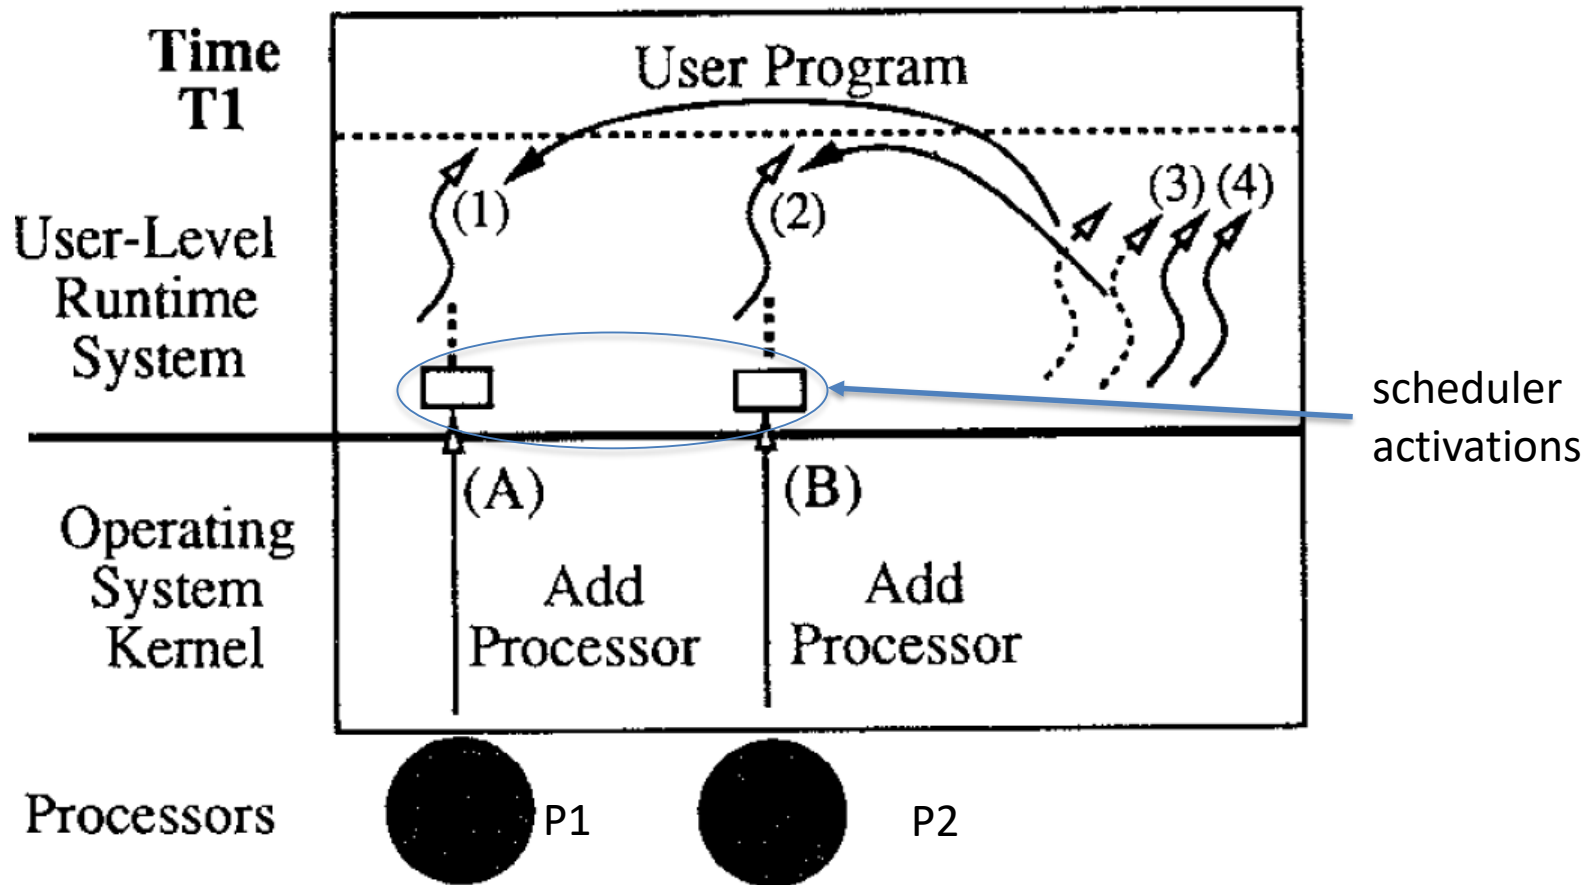 Time
T1
User Program
(1)
(2)
(3) (4)
User-Level
Runtime
System
scheduler
activations
(A)
(B)
Operating
System
Kernel
Add
Processor
Add
Processor
Processors
P1
P2